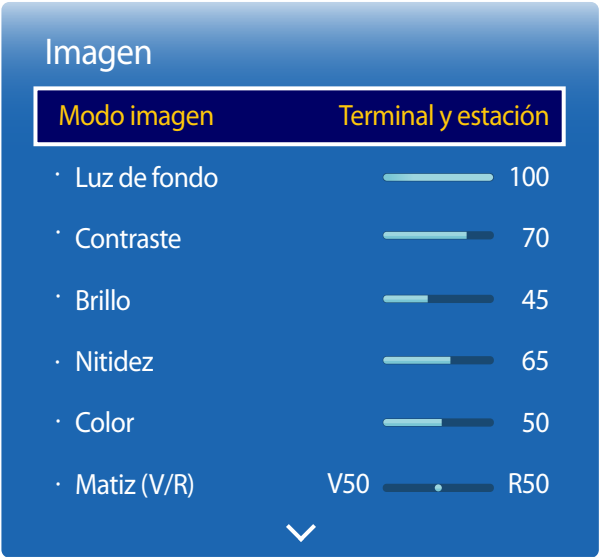 Imagen
Modo imagen Terminal y estación
· Luz de fondo 100
· Contraste 70
· Brillo 45
· Nitidez 65
· Color 50
· Matiz (V/R) V50 R50